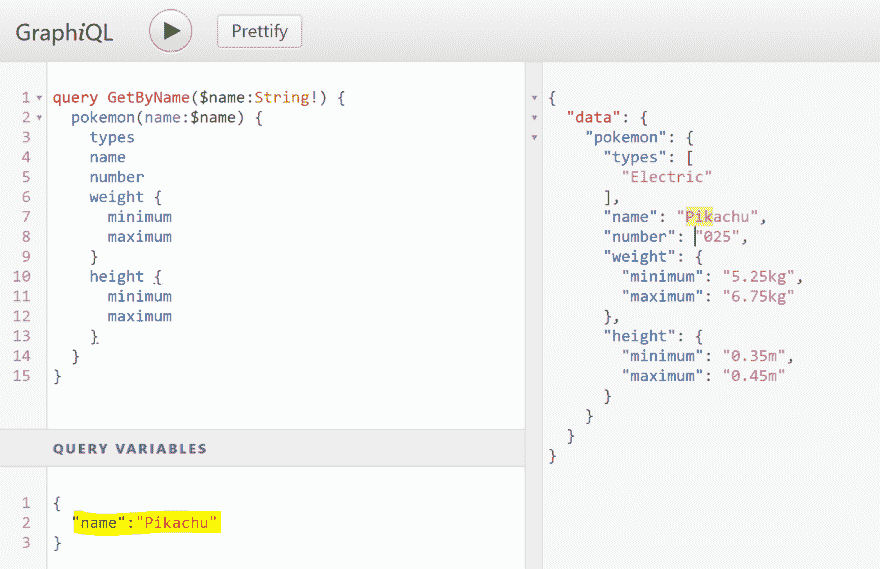 GraphiQL
Prettify
1 query GetByName($name:String!) {
2 pokemon(name:$name) {
3 types
4 name
5 number
6 weight {
7 minimum
8 maximum
9 }
10 height {
11 minimum
12 maximum
13 }
14 }
15 }
QUERY VARIABLES
1 {
2 "name":"Pikachu"
3 }
{
"data": {
"pokemon": {
"types": [
"Electric"
],
"name": "Pikachu",
"number": "025",
"weight": {
"minimum": "5.25kg",
"maximum": "6.75kg"
},
"height": {
"minimum": "0.35m",
"maximum": "0.45m"
}
}
}
}